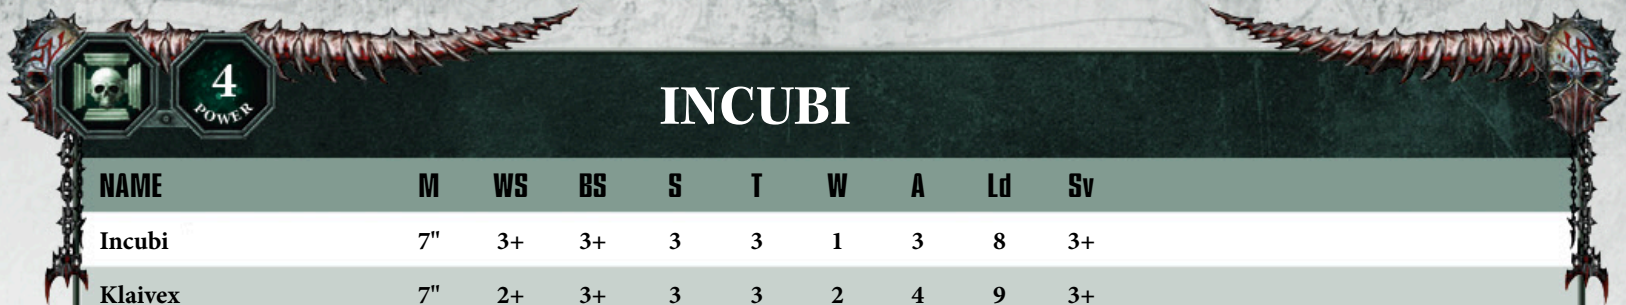 4
POWER
INCUBI
NAME M WS BS S T W A Ld Sv
Incubi 7" 3+ 3+ 3 3 1 3 8 3+
Klaivex 7" 2+ 3+ 3 3 2 4 9 3+